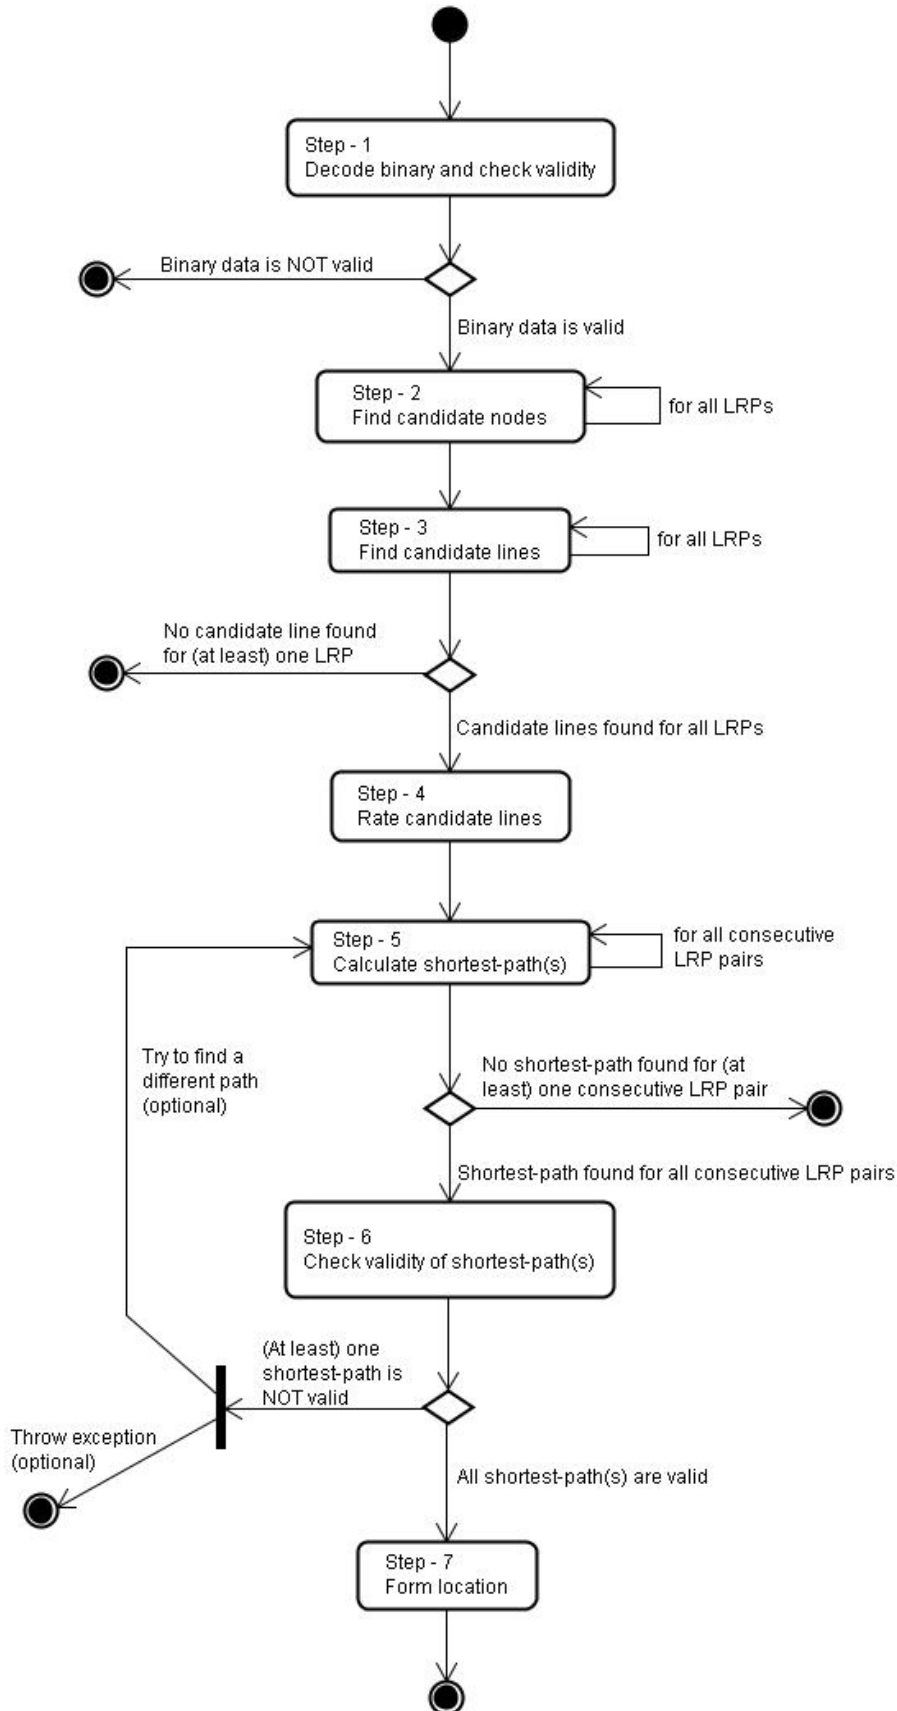 Step - 1
Decode binary and check validity
Binary data is NOT valid
Binary data is valid
Step - 2
Find candidate nodes
for all LRPs
Step - 3
Find candidate lines
for all LRPs
No candidate line found
for (at least) one LRP
Candidate lines found for all LRPs
Step - 4
Rate candidate lines
Step - 5
Calculate shortest-path(s)
for all consecutive
LRP pairs
Try to find a
different path
(optional)
No shortest-path found for (at
least) one consecutive LRP pair
Shortest-path found for all consecutive LRP pairs
Step - 6
Check validity of shortest-path(s)
(At least) one
shortest-path is
NOT valid
Throw exception
(optional)
All shortest-path(s) are valid
Step - 7
Form location